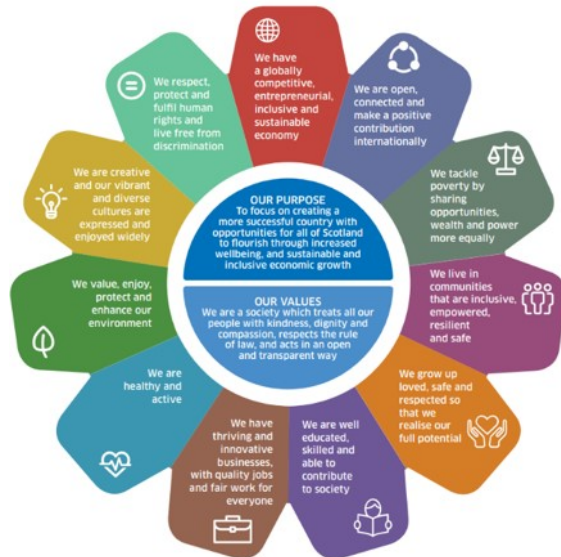 We have
a globally
competitive,
entrepreneurial,
inclusive and
sustainable
economy
We are open,
connected and
make a positive
contribution
internationally
We tackle
poverty by
sharing
opportunities,
wealth and power
more equally
We live in
communities
that are inclusive,
empowered,
resilient
and safe
We grow up
loved, safe and
respected so
that we
realise our
full potential
We are well
educated,
skilled and
able to
contribute
to society
We have
thriving and
innovative
businesses,
with quality jobs
and fair work for
everyone
We are
healthy and
active
We value, enjoy,
protect and
enhance our
environment
We are creative
and our vibrant
and diverse
cultures are
expressed and
enjoyed widely
We respect,
protect and
fulfil human
rights and
live free from
discrimination
OUR PURPOSE
To focus on creating a
more successful country with
opportunities for all of Scotland
to flourish through increased
wellbeing, and sustainable and
inclusive economic growth
OUR VALUES
We are a society which treats all our
people with kindness, dignity and
compassion, respects the rule
of law, and acts in an open
and transparent way